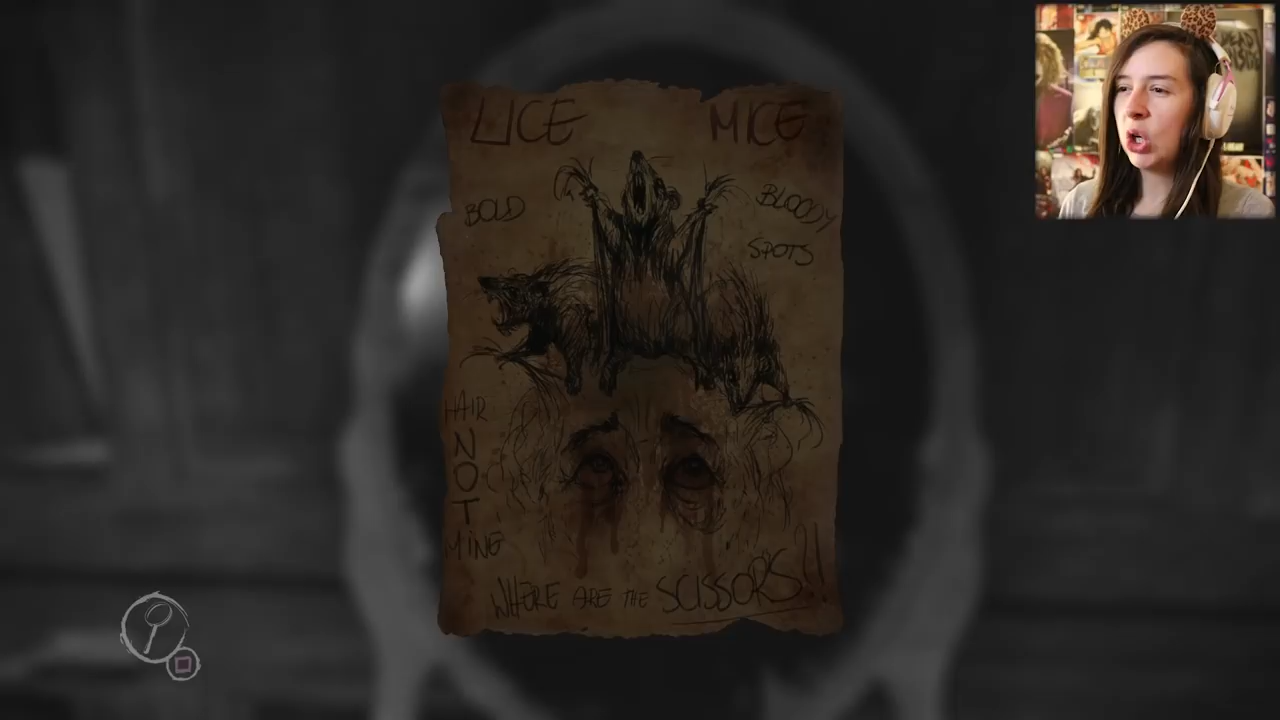 LICE MICE
BOLD
BLOODY
SPOTS
HAIR
NOT
MINE
WHERE ARE THE SCISSORS?!!